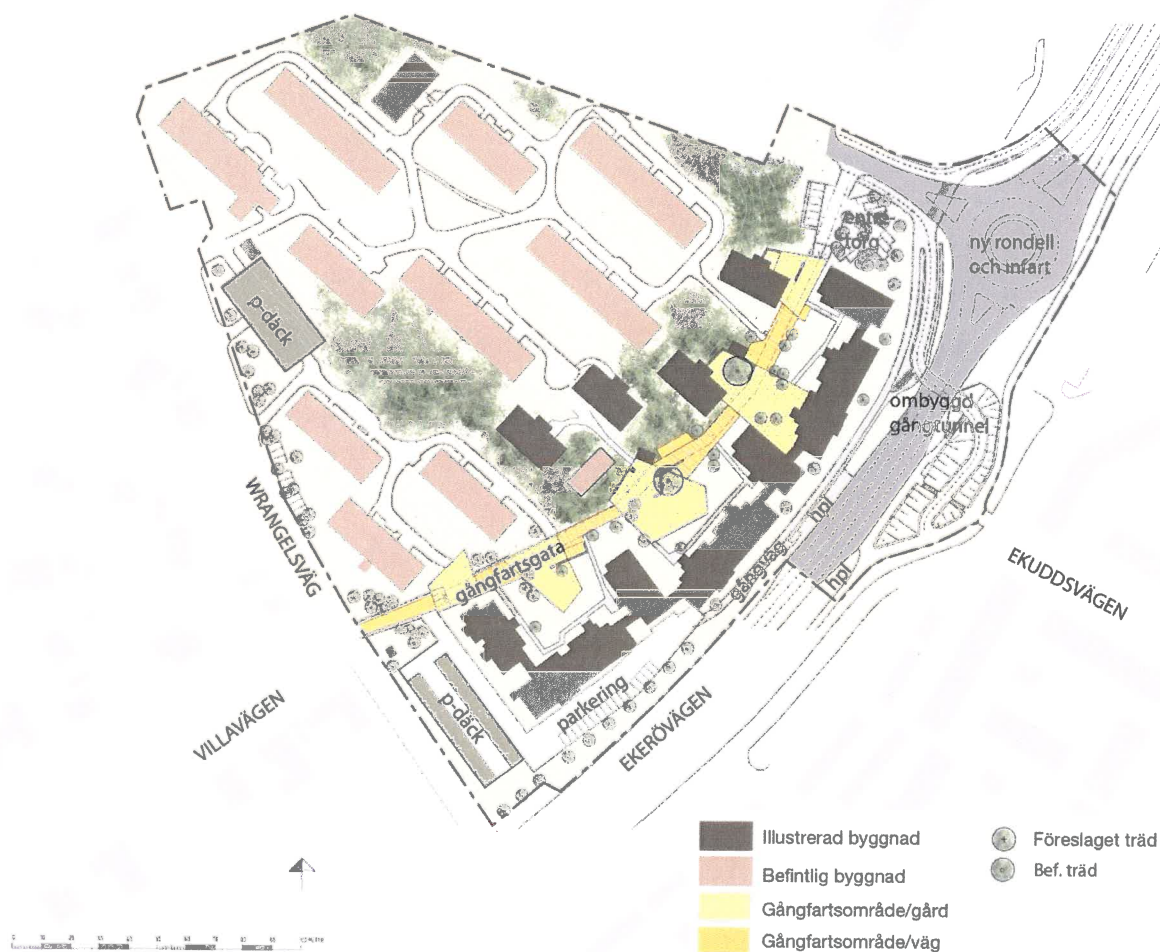 entré
torg
ny rondell
och infart
p-däck
ombyggd
gångtunnel
WRANGELSVÄG
hpl
gångfartsgata
gångväg
hpl
EKUDDSVÄGEN
parkering
p-däck
VILLAVÄGEN
EKERÖVÄGEN
Illustrerad byggnad
Föreslaget träd
Befintlig byggnad
Bef. träd
Gångfartsområde/gård
Gångfartsområde/väg